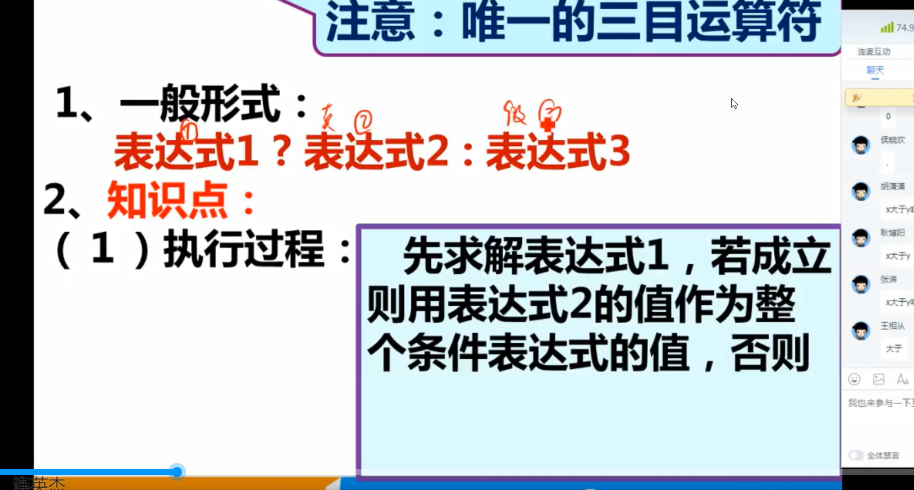 注意：唯一的三目运算符
74.9
连麦互动
聊天
1、一般形式：
0
真 ② 假 ③
①
侯晓欢
表达式1？表达式2：表达式3
.
2、知识点：
胡潇潇
x大于y
（1）执行过程：
先求解表达式1，若成立
则用表达式2的值作为整
个条件表达式的值，否则
x大于y
张涛
x大于y
王相从
大于
我也来参与一下
全体禁言